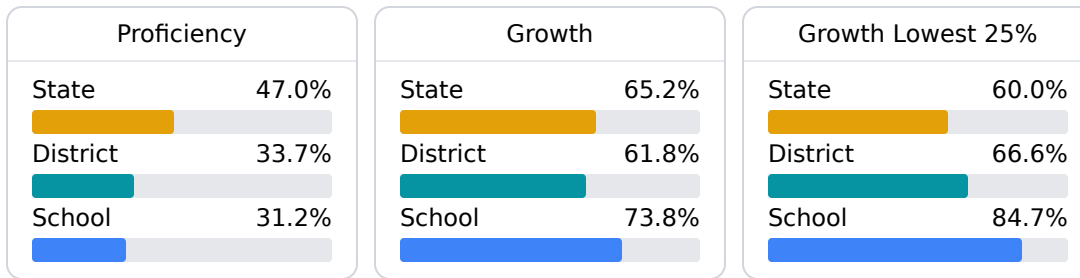 Proficiency
State 47.0%
District 33.7%
School 31.2%
Growth
State 65.2%
District 61.8%
School 73.8%
Growth Lowest 25%
State 60.0%
District 66.6%
School 84.7%